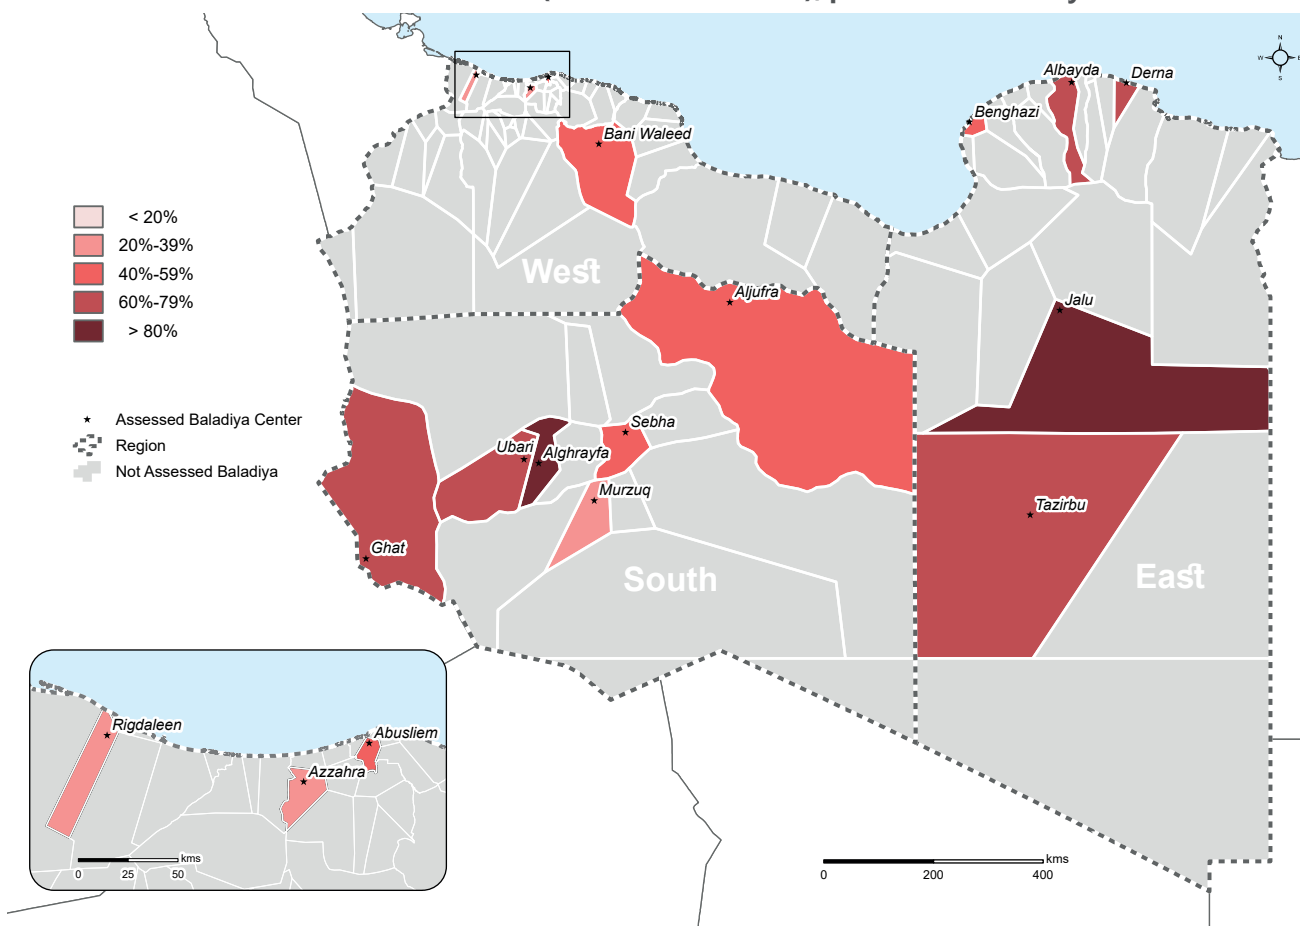 N
W
E
S
Albayda
Derna
Benghazi
Bani Waleed
< 20%
20%-39%
40%-59%
60%-79%
> 80%
West
Aljufra
Jalu
Assessed Baladiya Center
Region
Not Assessed Baladiya
Sebha
Ubari
Alghrayfa
Murzuq
Tazirbu
Ghat
South
East
Rigdaleen
Abusliem
Azzahra
kms
0 25 50
kms
0 200 400